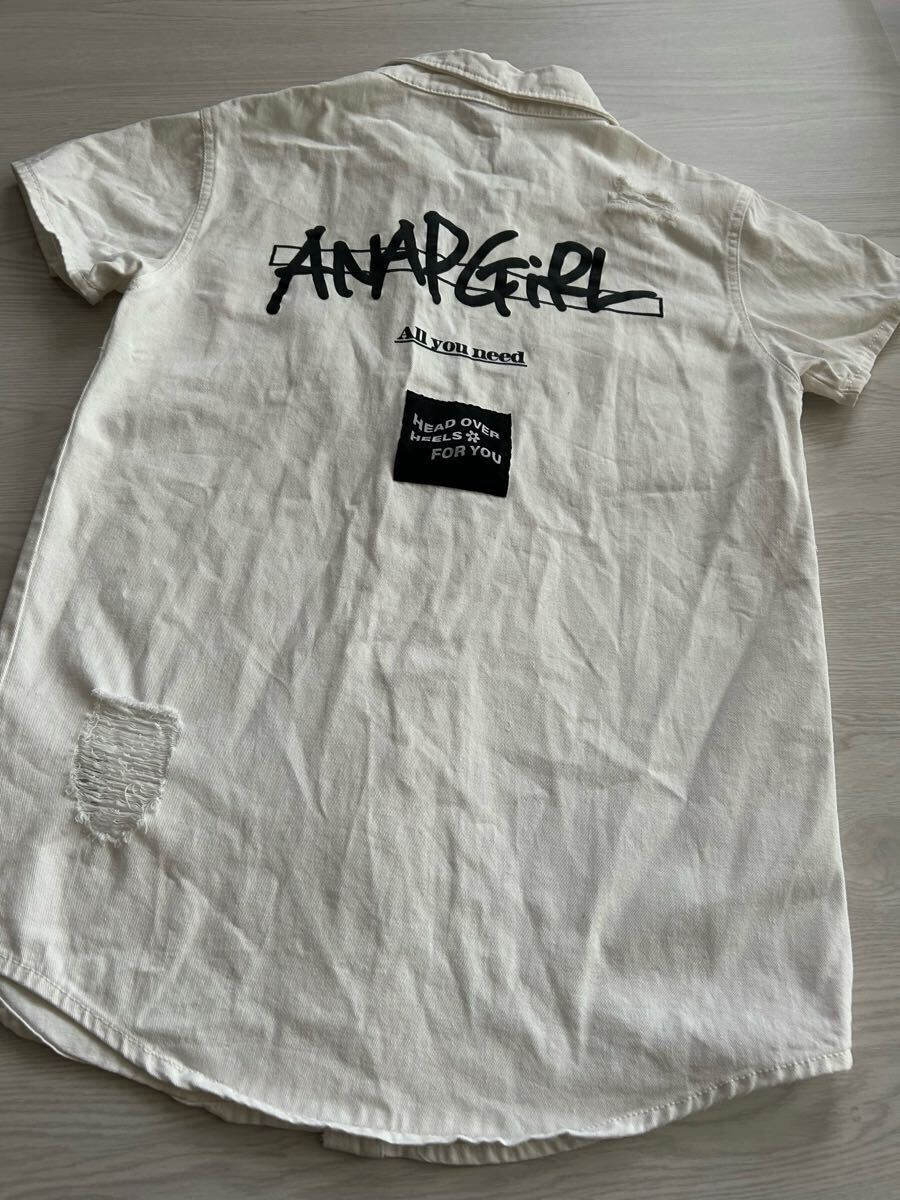 ANAPGiRL
All you need
HEAD OVER
HEELS
FOR YOU